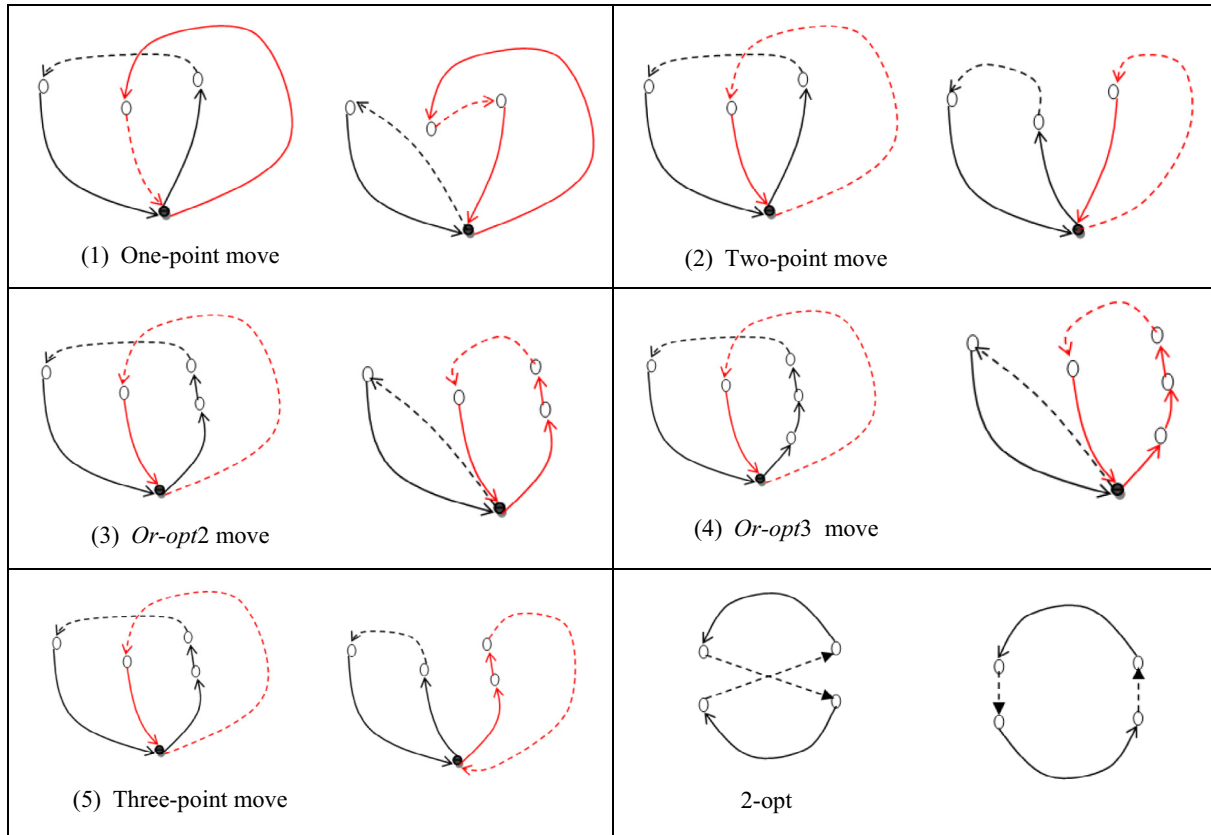 (1) One-point move
(2) Two-point move
(3) Or-opt2 move
(4) Or-opt3 move
(5) Three-point move
2-opt